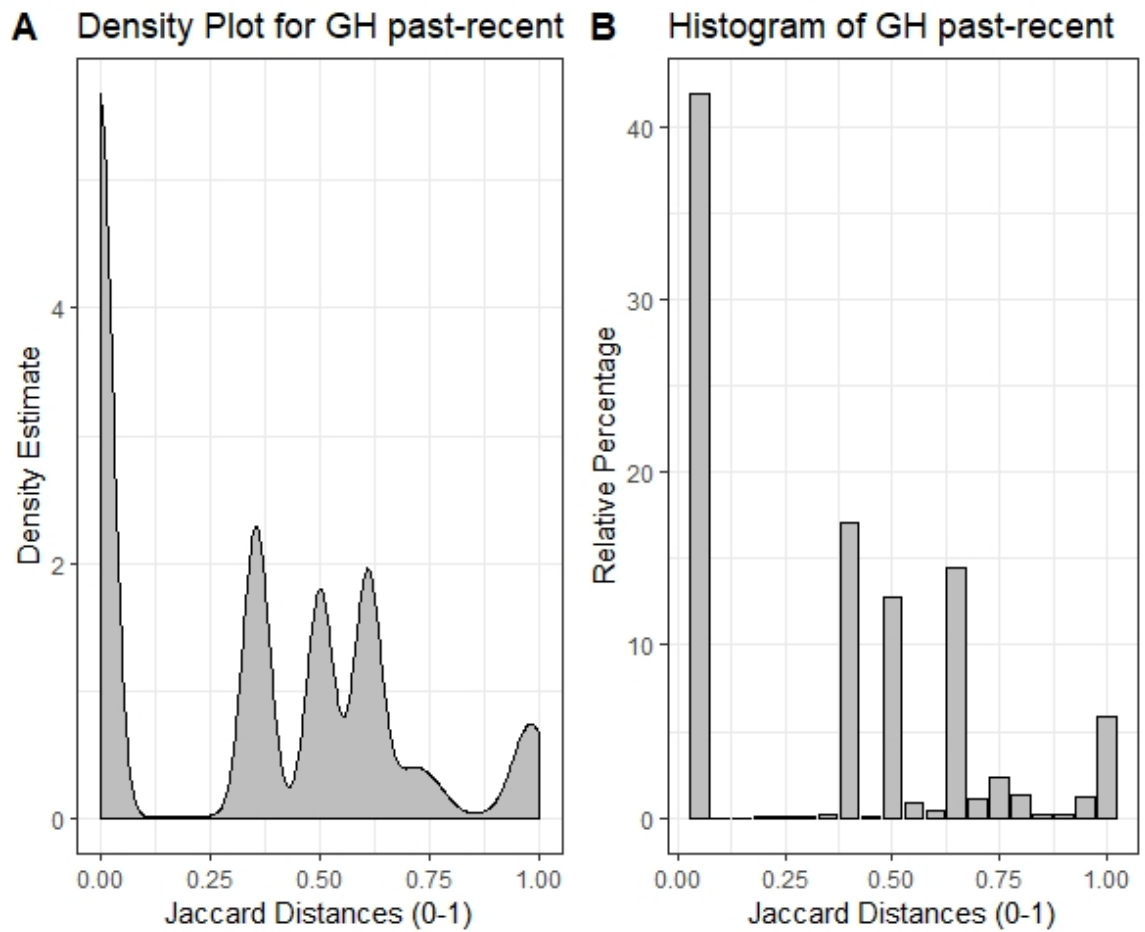 A Density Plot for GH past-recent
Density Estimate
4
2
0
0.00 0.25 0.50 0.75 1.00
Jaccard Distances (0-1)
B Histogram of GH past-recent
Relative Percentage
40
30
20
10
0
0.00 0.25 0.50 0.75 1.00
Jaccard Distances (0-1)